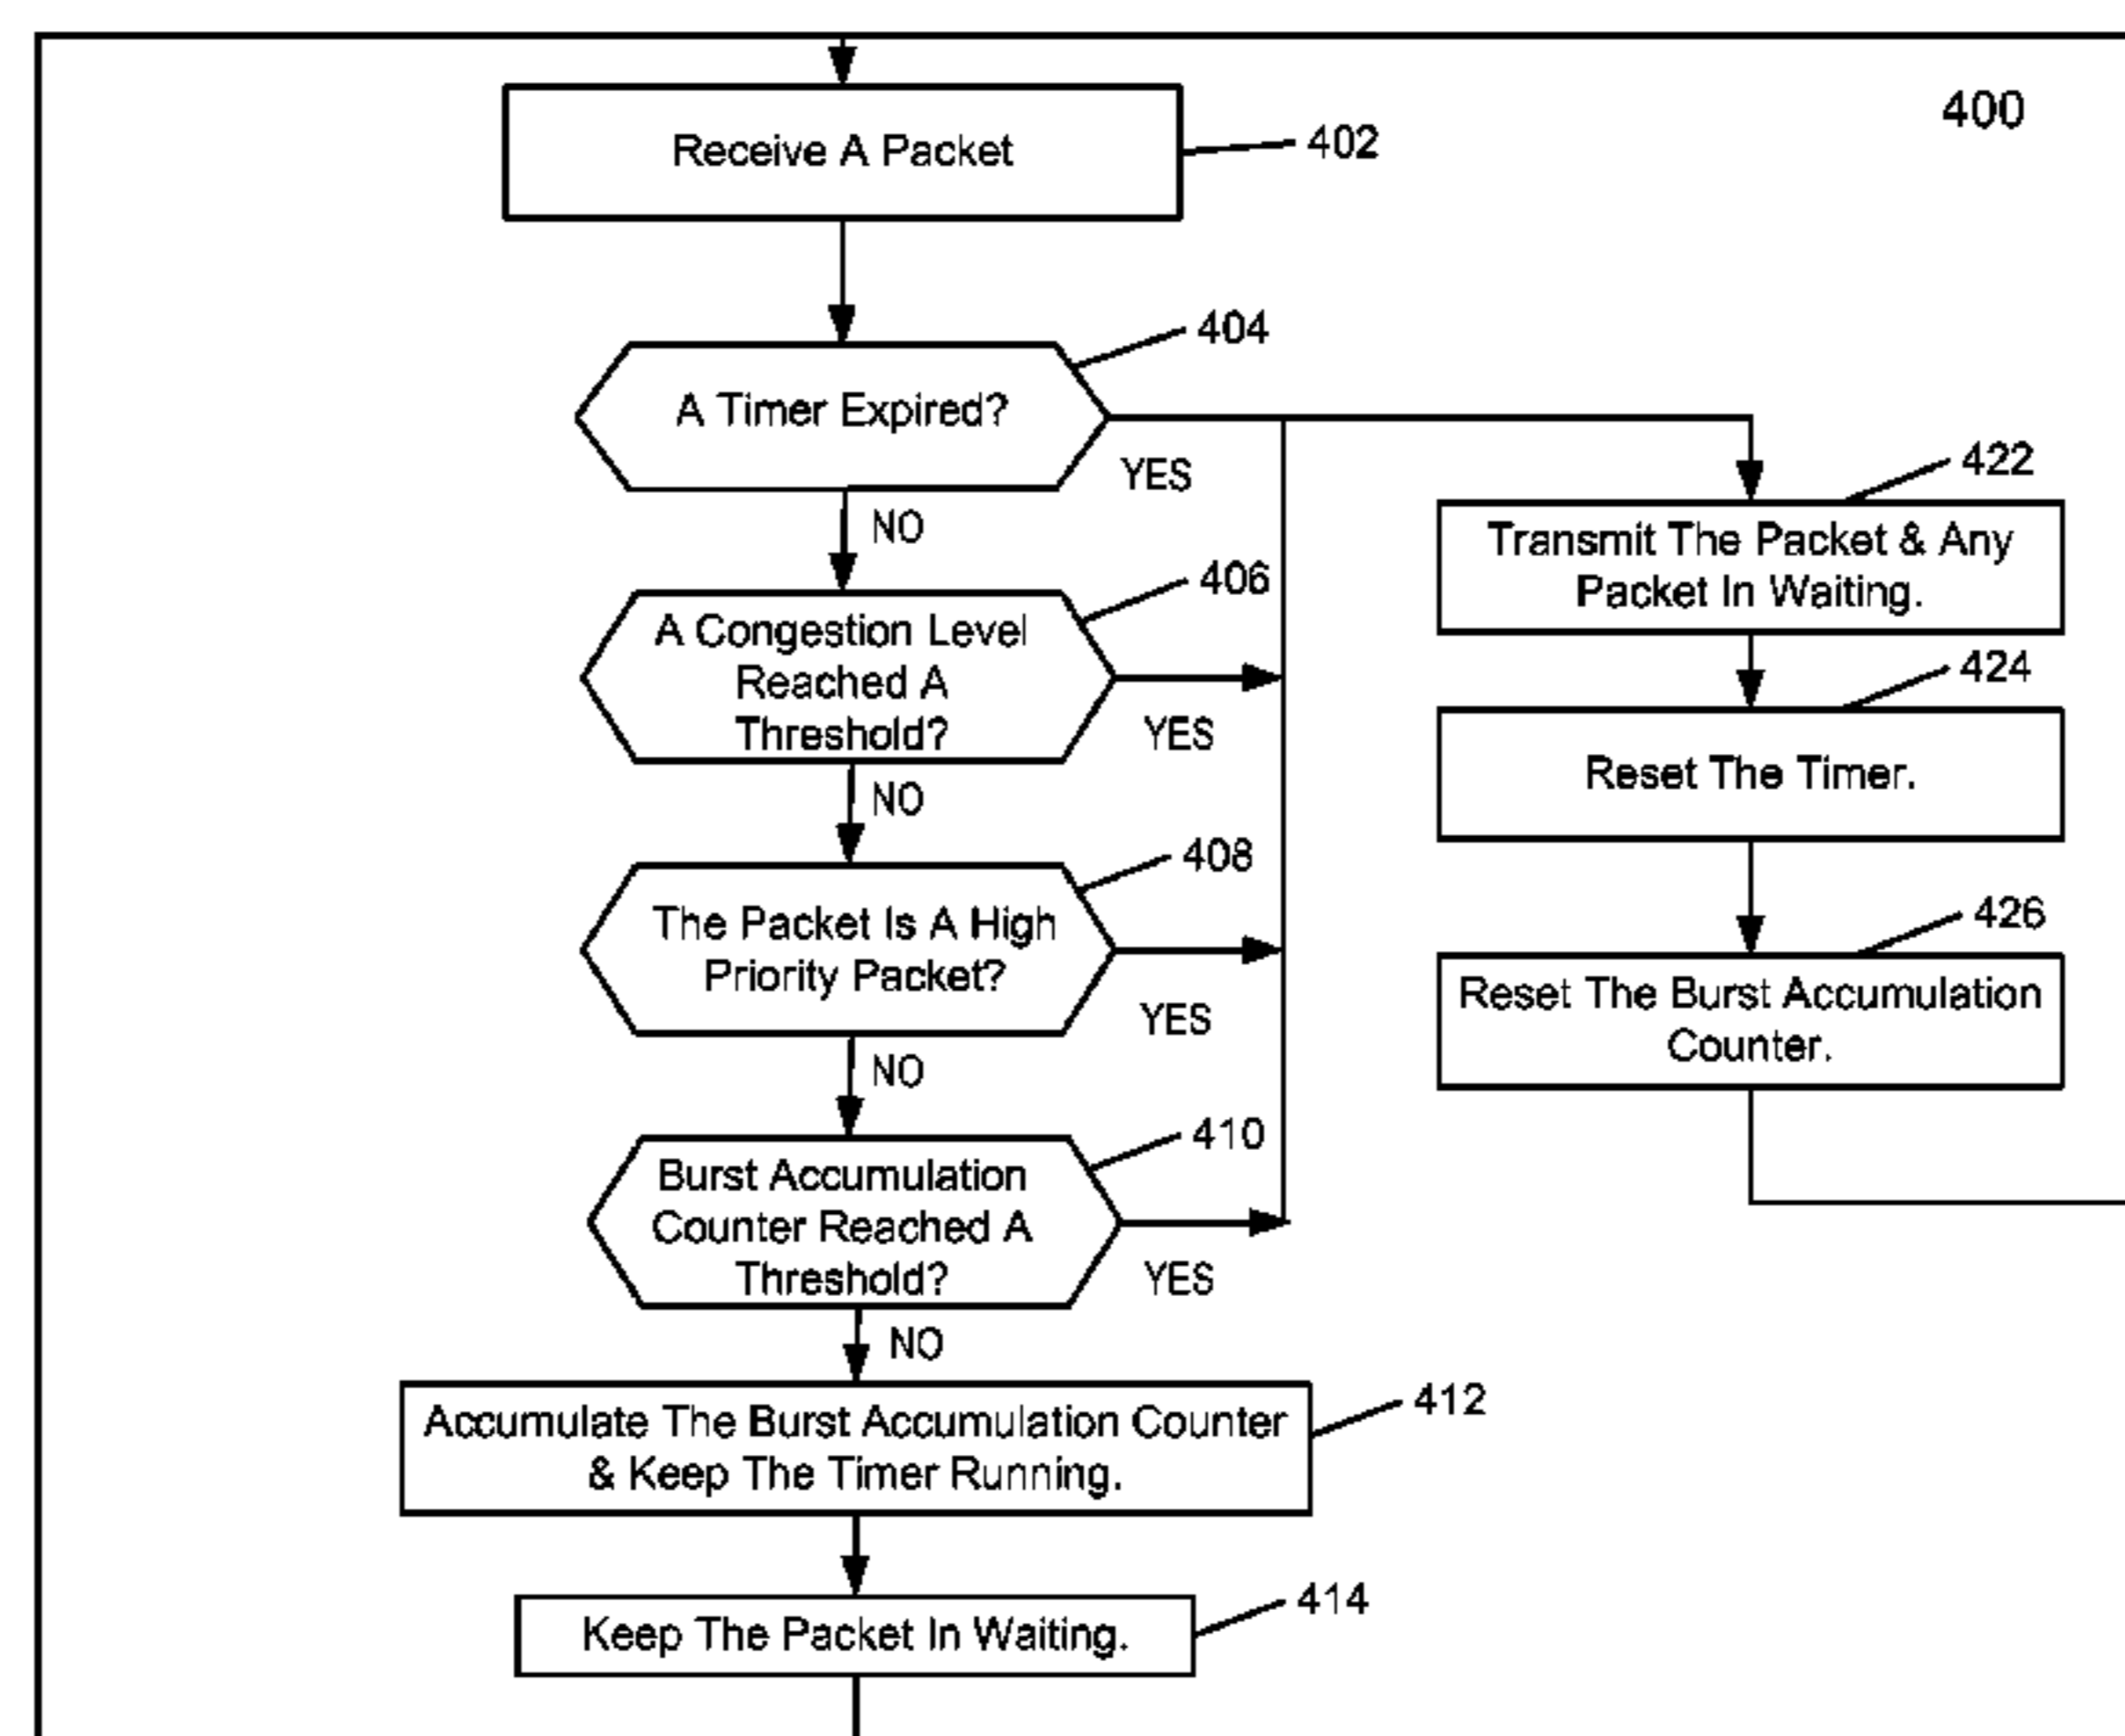 400
Receive A Packet
402
A Timer Expired?
404
YES
NO
A Congestion Level
Reached A
Threshold?
406
YES
NO
The Packet Is A High
Priority Packet?
408
YES
NO
Burst Accumulation
Counter Reached A
Threshold?
410
YES
NO
Accumulate The Burst Accumulation Counter
& Keep The Timer Running.
412
Keep The Packet In Waiting.
414
Transmit The Packet & Any
Packet In Waiting.
422
Reset The Timer.
424
Reset The Burst Accumulation
Counter.
426